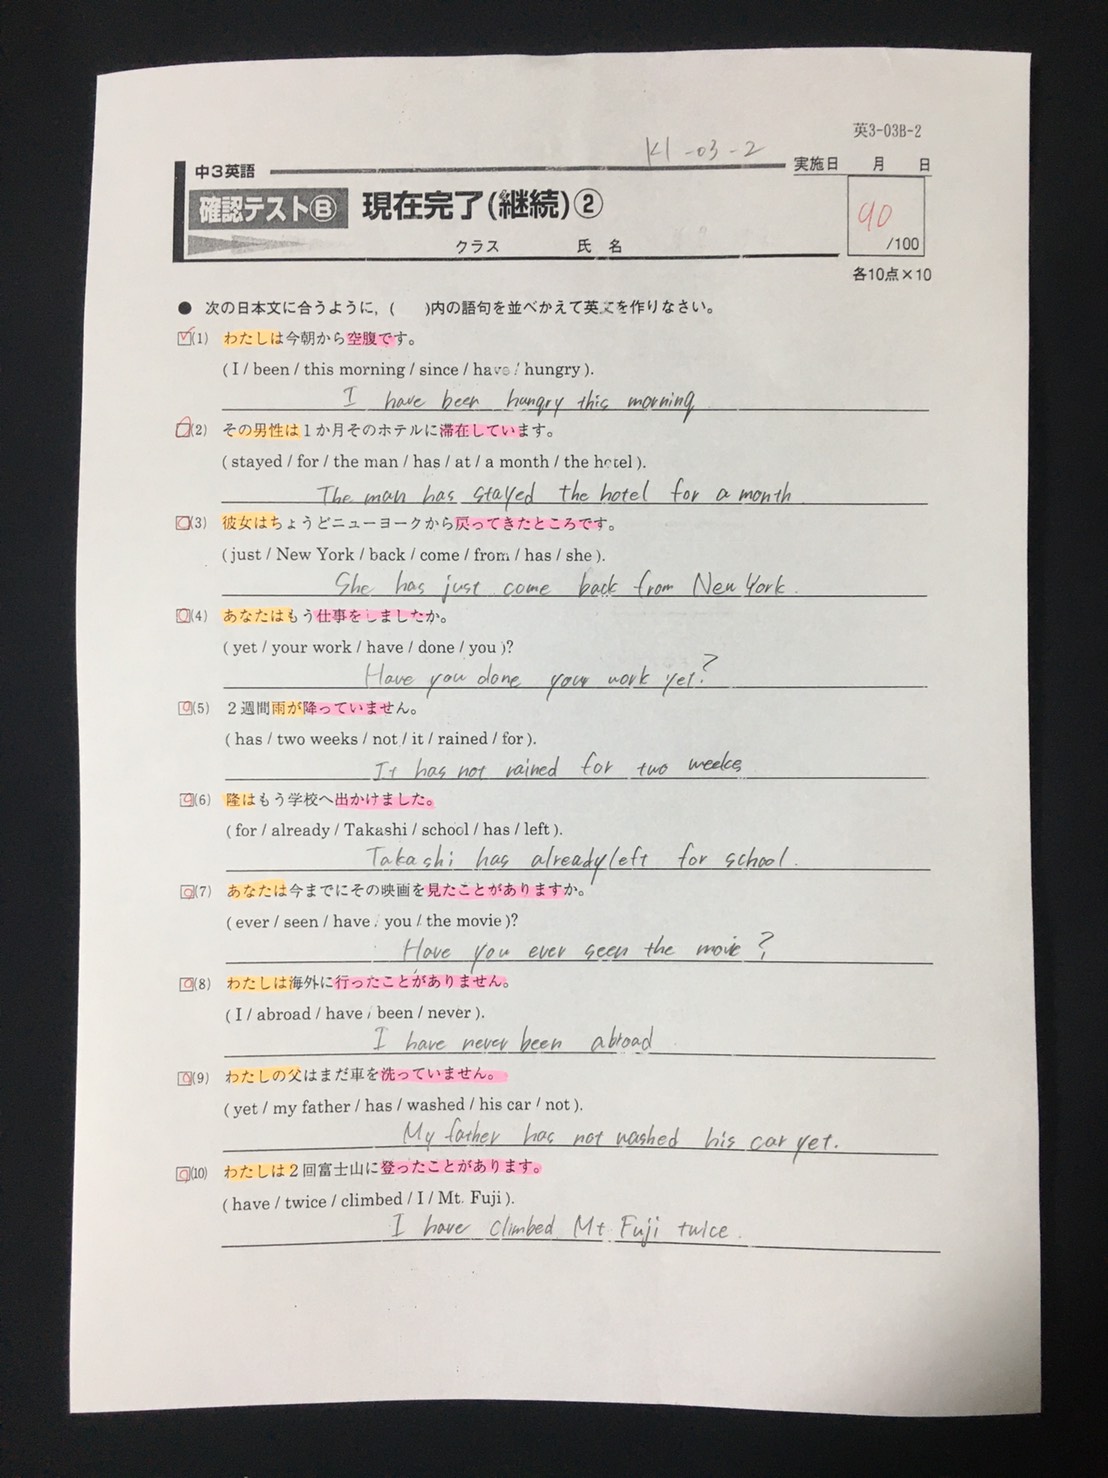 英3-03B-2
K1-03-2
中3英語
実施日 月 日
確認テストⒷ 現在完了(継続)②
90
/100
クラス 氏名
各10点×10
● 次の日本文に合うように,( )内の語句を並べかえて英文を作りなさい。
(1) わたしは今朝から空腹です。
( I / been / this morning / since / have / hungry ).
I have been hungry this morning
(2) その男性は1か月そのホテルに滞在しています。
( stayed / for / the man / has / at / a month / the hotel ).
The man has stayed the hotel for a month
(3) 彼女はちょうどニューヨークから戻ってきたところです。
( just / New York / back / come / from / has / she ).
She has just come back from New York.
(4) あなたはもう仕事をしましたか。
( yet / your work / have / done / you )?
Have you done your work yet?
(5) 2週間雨が降っていません。
( has / two weeks / not / it / rained / for ).
It has not rained for two weeks
(6) 隆はもう学校へ出かけました。
( for / already / Takashi / school / has / left ).
Takashi has already left for school.
(7) あなたは今までにその映画を見たことがありますか。
( ever / seen / have / you / the movie )?
Have you ever seen the movie?
(8) わたしは海外に行ったことがありません。
( I / abroad / have / been / never ).
I have never been abroad
(9) わたしの父はまだ車を洗っていません。
( yet / my father / has / washed / his car / not ).
My father has not washed his car yet.
(10) わたしは2回富士山に登ったことがあります。
( have / twice / climbed / I / Mt. Fuji ).
I have climbed Mt. Fuji twice.